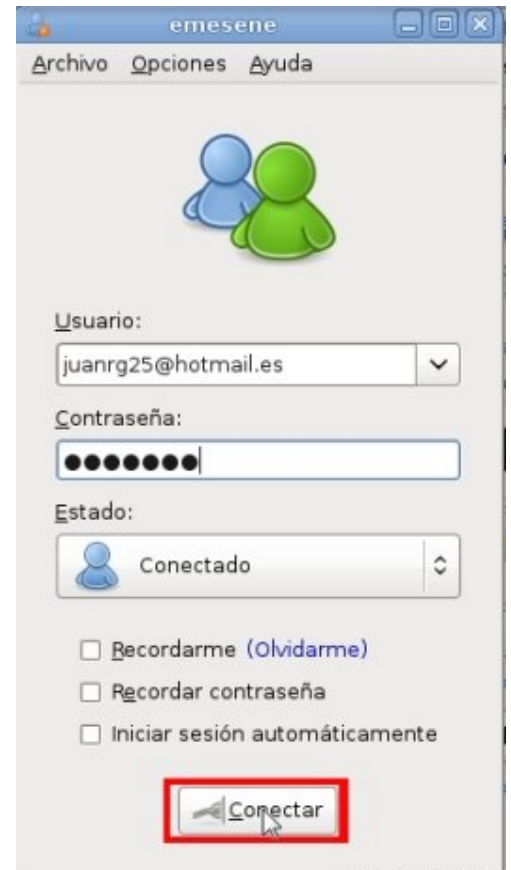 emesene
Archivo Opciones Ayuda
Usuario:
juanrg25@hotmail.es
Contraseña:
●●●●●●●
Estado:
Conectado
Recordarme (Olvidarme)
Recordar contraseña
Iniciar sesión automáticamente
Conectar